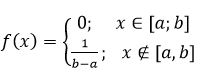 f(x) = { 0; x ∈ [a; b]
1/(b−a); x ∉ [a, b]